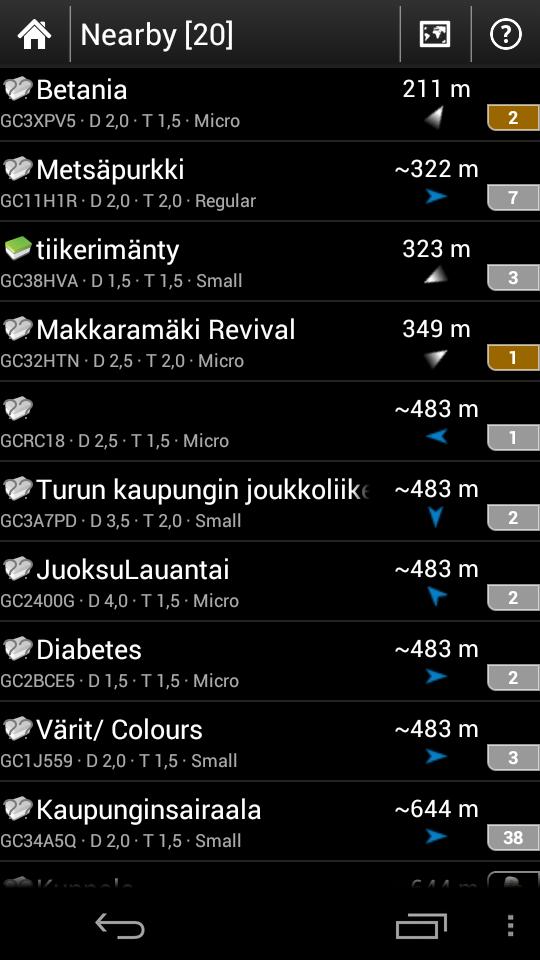 Nearby [20]
Betania 211 m
GC3XPV5 · D 2,0 · T 1,5 · Micro 2
Metsäpurkki ~322 m
GC11H1R · D 2,0 · T 2,0 · Regular 7
tiikerimänty 323 m
GC38HVA · D 1,5 · T 1,5 · Small 3
Makkaramäki Revival 349 m
GC32HTN · D 2,5 · T 2,0 · Micro 1
~483 m
GCRC18 · D 2,5 · T 1,5 · Micro 1
Turun kaupungin joukkoliike ~483 m
GC3A7PD · D 3,5 · T 2,0 · Small 2
JuoksuLauantai ~483 m
GC2400G · D 4,0 · T 1,5 · Micro 2
Diabetes ~483 m
GC2BCE5 · D 1,5 · T 1,5 · Micro 2
Värit/ Colours ~483 m
GC1J559 · D 2,0 · T 1,5 · Small 3
Kaupunginsairaala ~644 m
GC34A5Q · D 2,0 · T 1,5 · Small 38